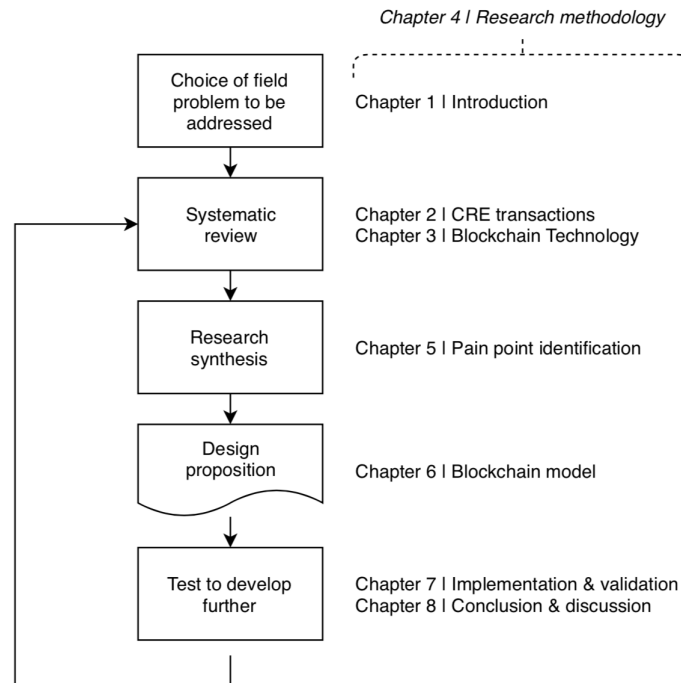 Chapter 4 | Research methodology
Choice of field
problem to be
addressed
Chapter 1 | Introduction
Systematic
review
Chapter 2 | CRE transactions
Chapter 3 | Blockchain Technology
Research
synthesis
Chapter 5 | Pain point identification
Design
proposition
Chapter 6 | Blockchain model
Test to develop
further
Chapter 7 | Implementation & validation
Chapter 8 | Conclusion & discussion